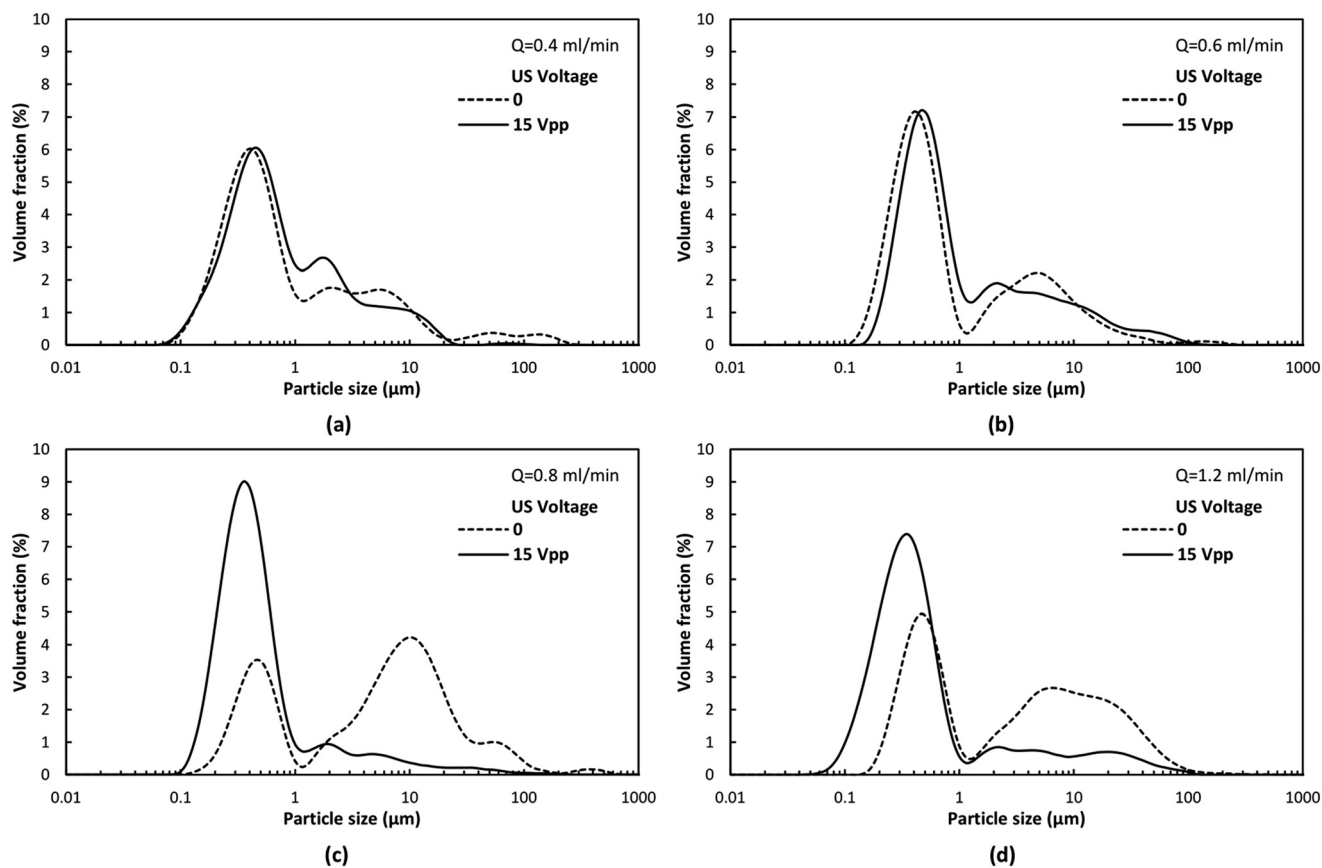 10
9
8
7
6
5
4
3
2
1
0
Volume fraction (%)
Q=0.4 ml/min
US Voltage
0
15 Vpp
0.01 0.1 1 10 100 1000
Particle size (µm)
(a)
10
9
8
7
6
5
4
3
2
1
0
Volume fraction (%)
Q=0.6 ml/min
US Voltage
0
15 Vpp
0.01 0.1 1 10 100 1000
Particle size (µm)
(b)
10
9
8
7
6
5
4
3
2
1
0
Volume fraction (%)
Q=0.8 ml/min
US Voltage
0
15 Vpp
0.01 0.1 1 10 100 1000
Particle size (µm)
(c)
10
9
8
7
6
5
4
3
2
1
0
Volume fraction (%)
Q=1.2 ml/min
US Voltage
0
15 Vpp
0.01 0.1 1 10 100 1000
Particle size (µm)
(d)